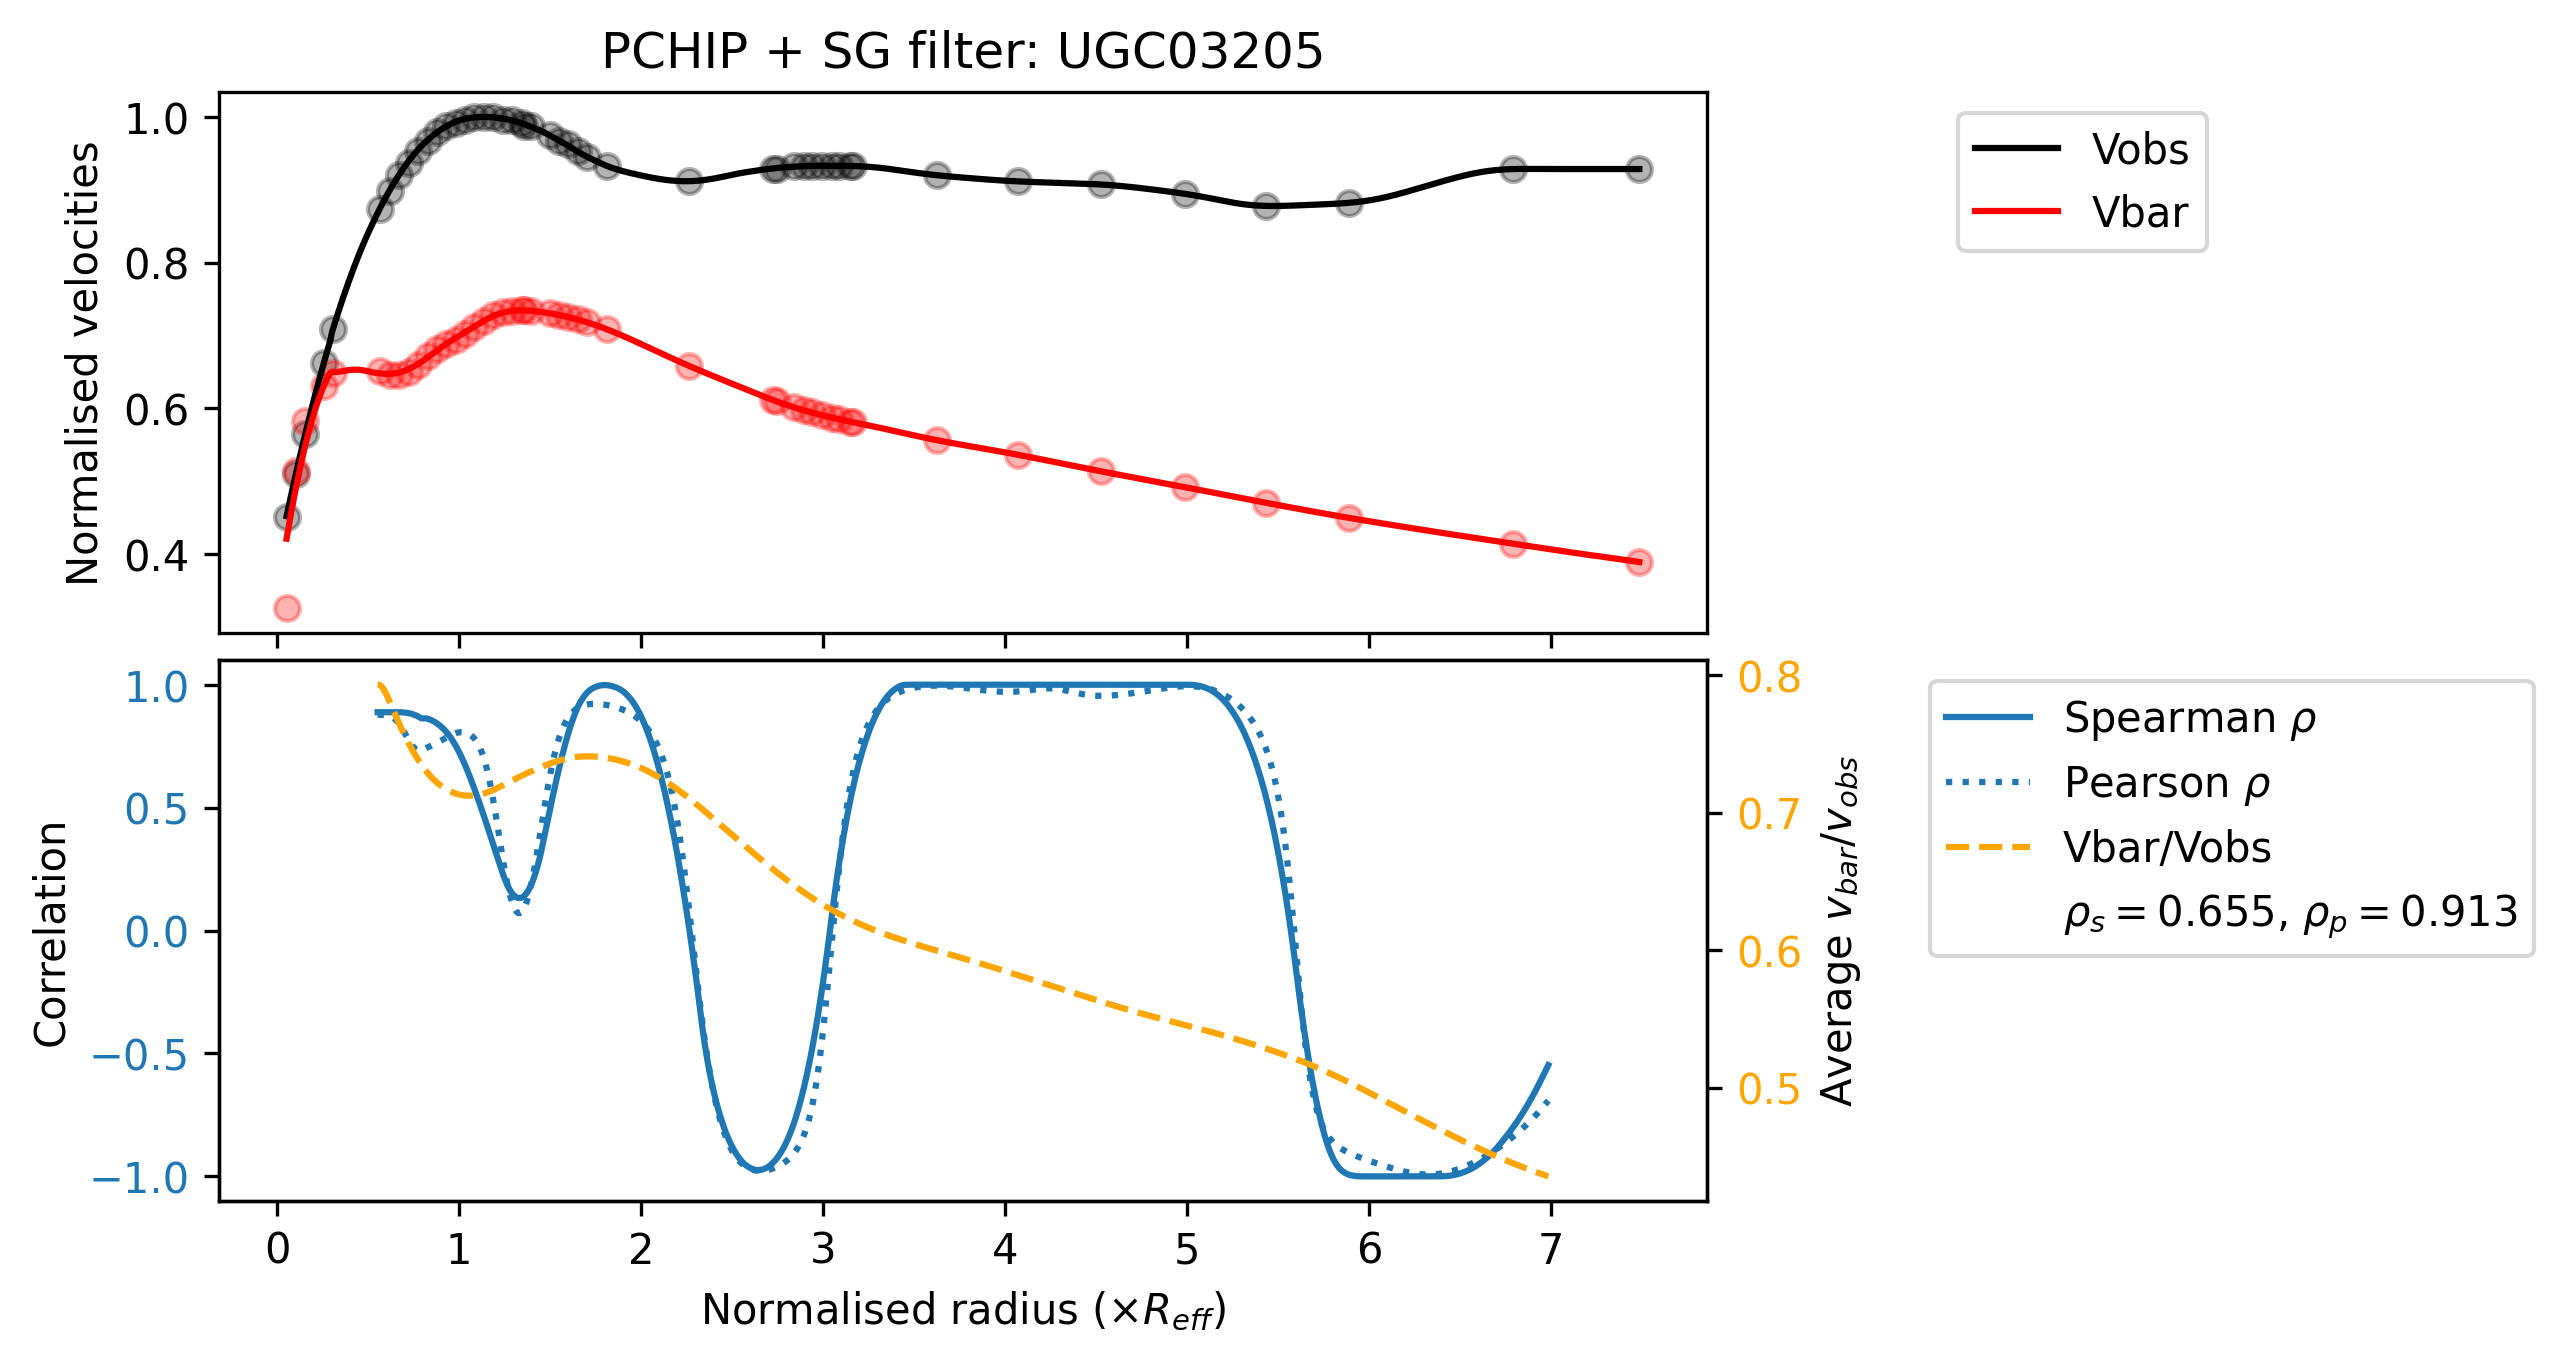 PCHIP + SG filter: UGC03205
Normalised velocities
1.0
0.8
0.6
0.4
Vobs
Vbar
Correlation
1.0
0.5
0.0
−0.5
−1.0
0.8
0.7
0.6
0.5
Average v_{bar}/v_{obs}
Spearman ρ
Pearson ρ
Vbar/Vobs
ρ_s = 0.655, ρ_p = 0.913
0 1 2 3 4 5 6 7
Normalised radius (×R_{eff})